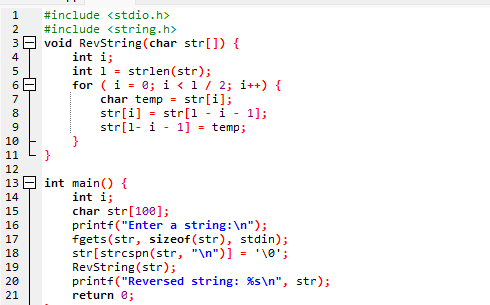 1 #include <stdio.h>
2 #include <string.h>
3 void RevString(char str[]) {
4 int i;
5 int l = strlen(str);
6 for ( i = 0; i < l / 2; i++) {
7 char temp = str[i];
8 str[i] = str[l - i - 1];
9 str[l- i - 1] = temp;
10 }
11 }
12
13 int main() {
14 int i;
15 char str[100];
16 printf("Enter a string:\n");
17 fgets(str, sizeof(str), stdin);
18 str[strcspn(str, "\n")] = '\0';
19 RevString(str);
20 printf("Reversed string: %s\n", str);
21 return 0;